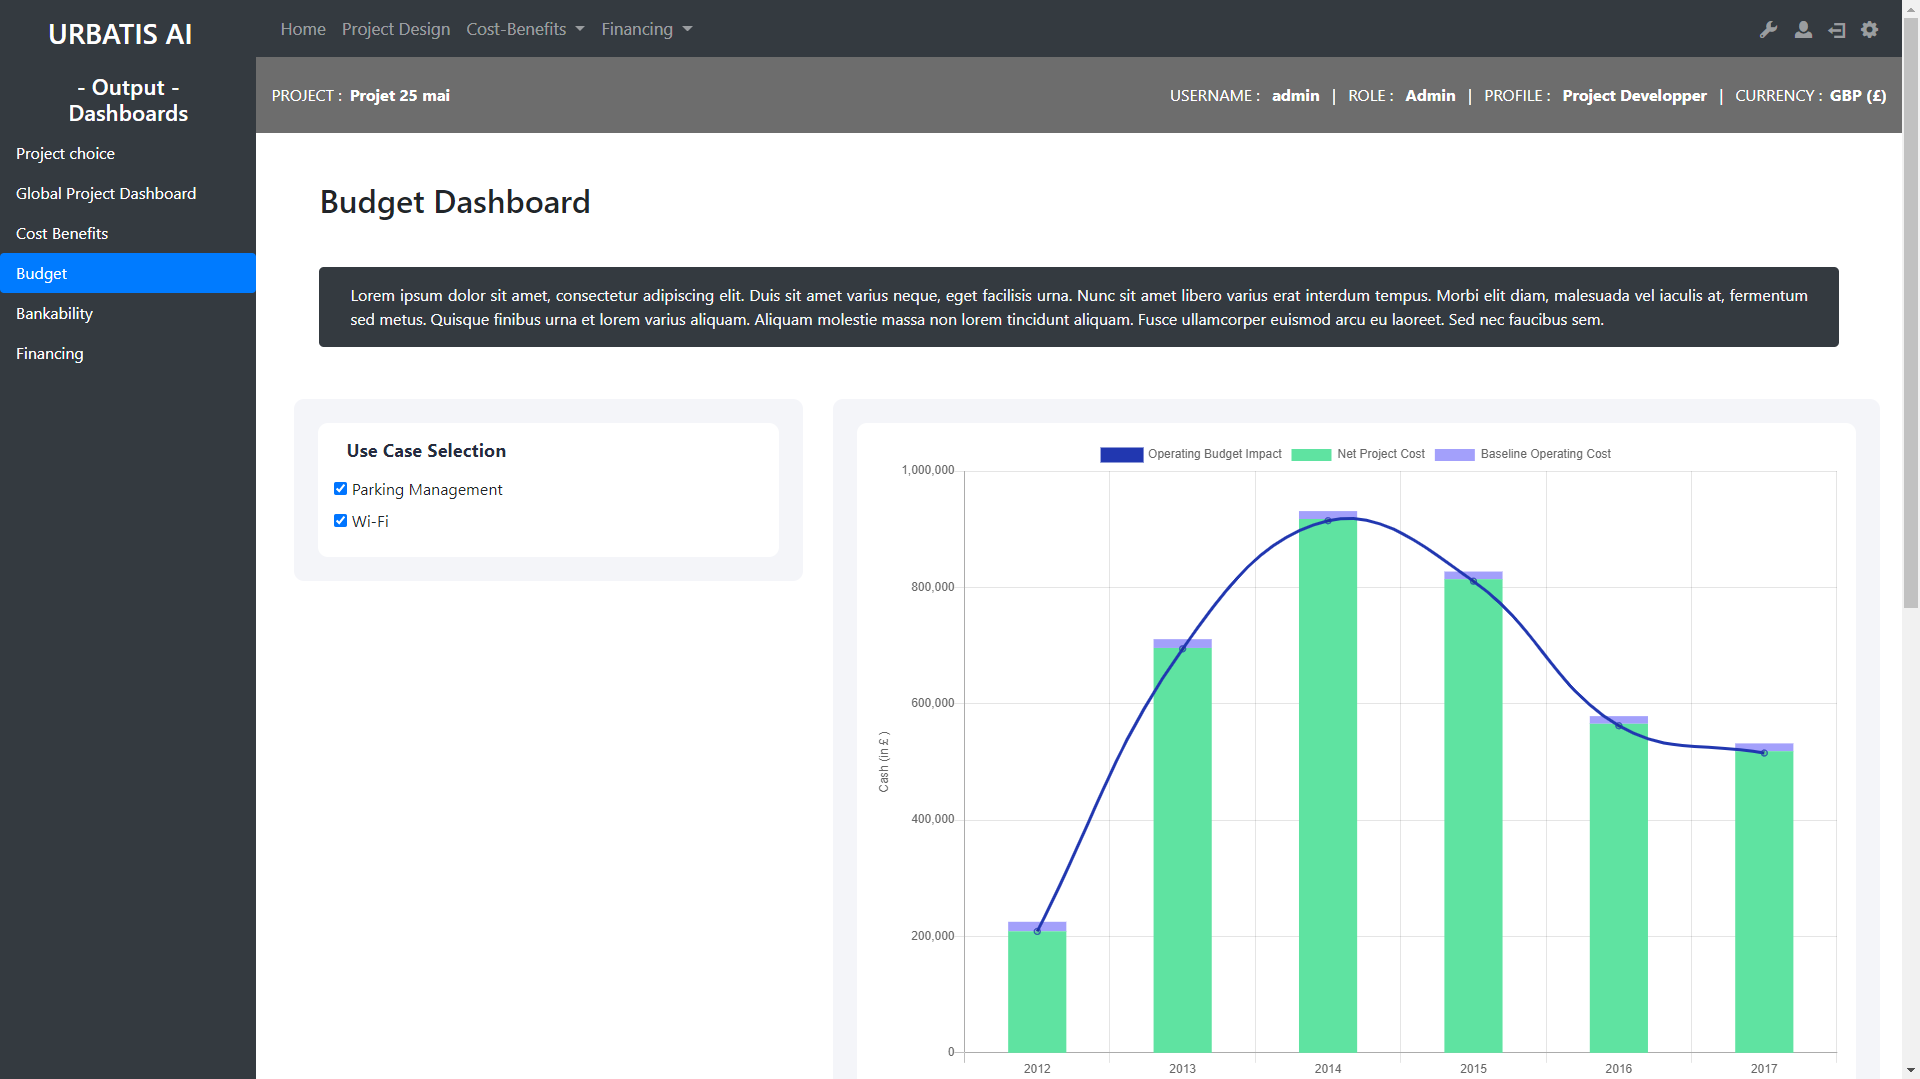 URBATIS AI
Home Project Design Cost-Benefits Financing
- Output -
Dashboards
Project choice
Global Project Dashboard
Cost Benefits
Budget
Bankability
Financing
PROJECT : Projet 25 mai
USERNAME : admin | ROLE : Admin | PROFILE : Project Developper | CURRENCY : GBP (£)
Budget Dashboard
Lorem ipsum dolor sit amet, consectetur adipiscing elit. Duis sit amet varius neque, eget facilisis urna. Nunc sit amet libero varius erat interdum tempus. Morbi elit diam, malesuada vel iaculis at, fermentum
sed metus. Quisque finibus urna et lorem varius aliquam. Aliquam molestie massa non lorem tincidunt aliquam. Fusce ullamcorper euismod arcu eu laoreet. Sed nec faucibus sem.
Use Case Selection
Parking Management
Wi-Fi
Operating Budget Impact Net Project Cost Baseline Operating Cost
1,000,000
800,000
600,000
400,000
200,000
0
Cash (in £ )
2012 2013 2014 2015 2016 2017